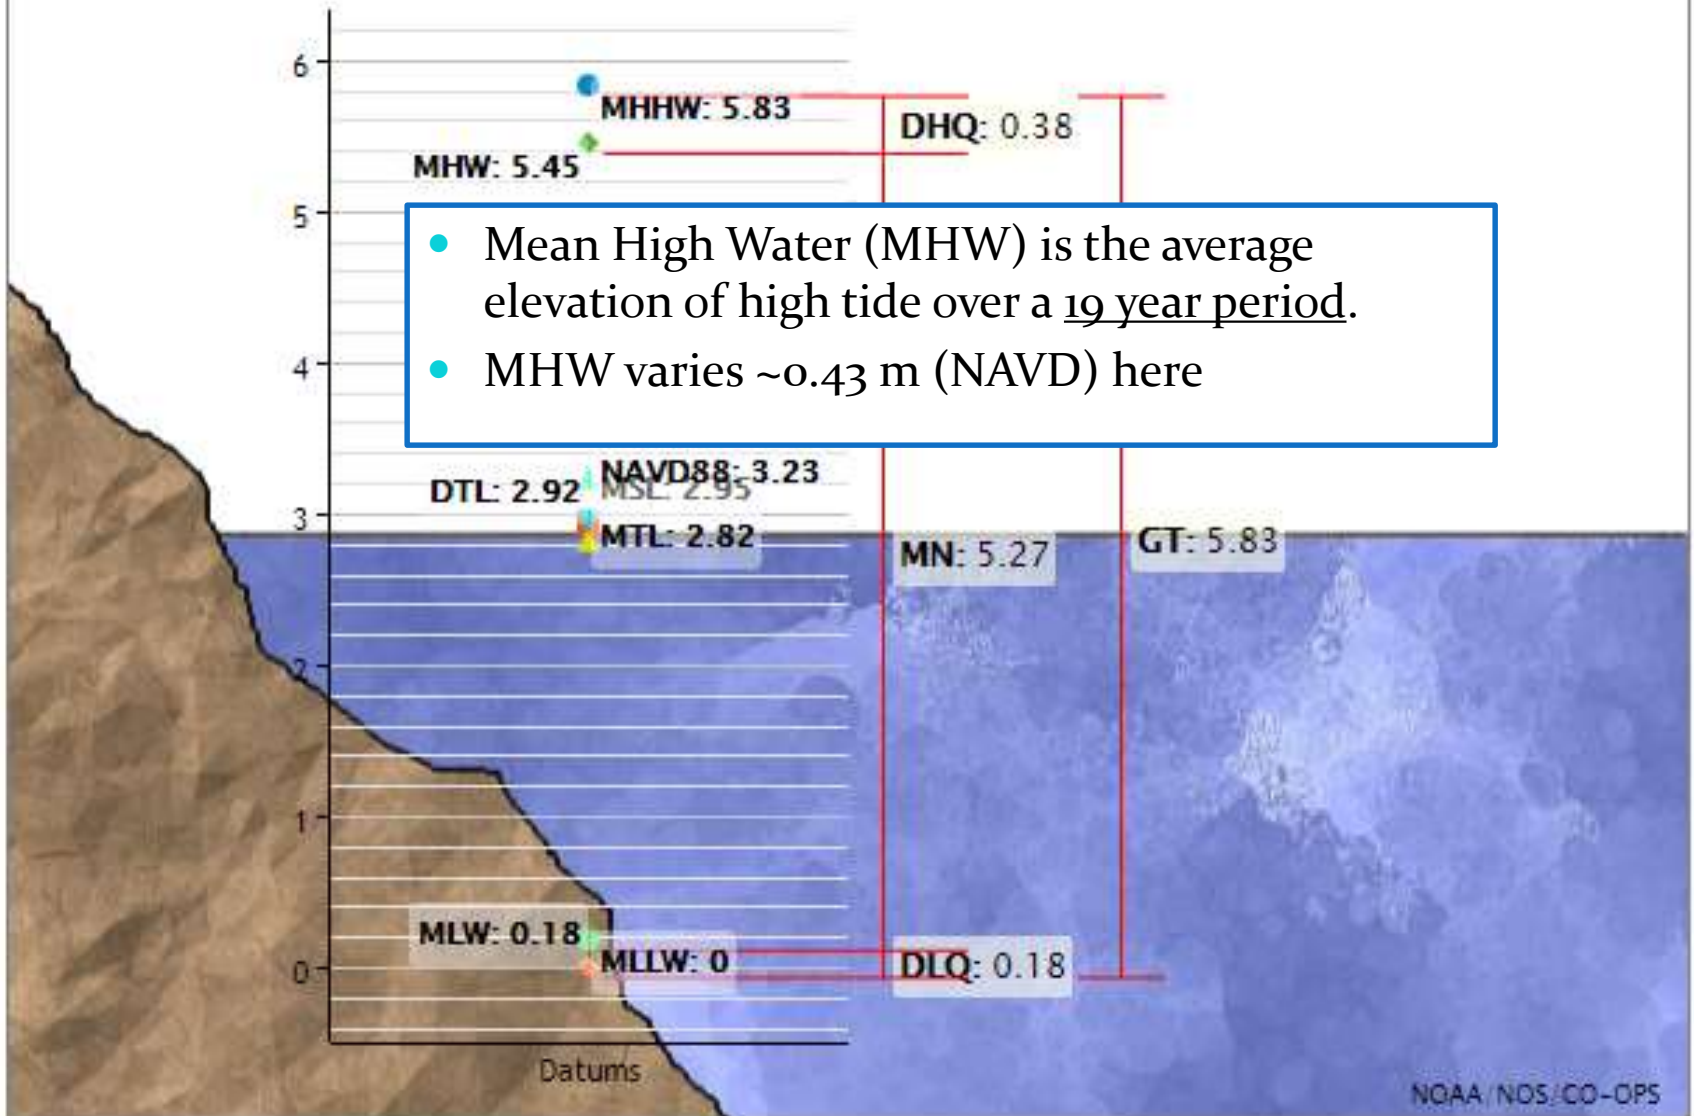 6
MHHW: 5.83
DHQ: 0.38
MHW: 5.45
5
• Mean High Water (MHW) is the average
elevation of high tide over a 19 year period.
• MHW varies ~0.43 m (NAVD) here
4
NAVD88: 3.23
DTL: 2.92 MSL: 2.95
3
MTL: 2.82
MN: 5.27
GT: 5.83
2
1
MLW: 0.18
MLLW: 0
DLQ: 0.18
0
Datums
NOAA/NOS/CO-OPS